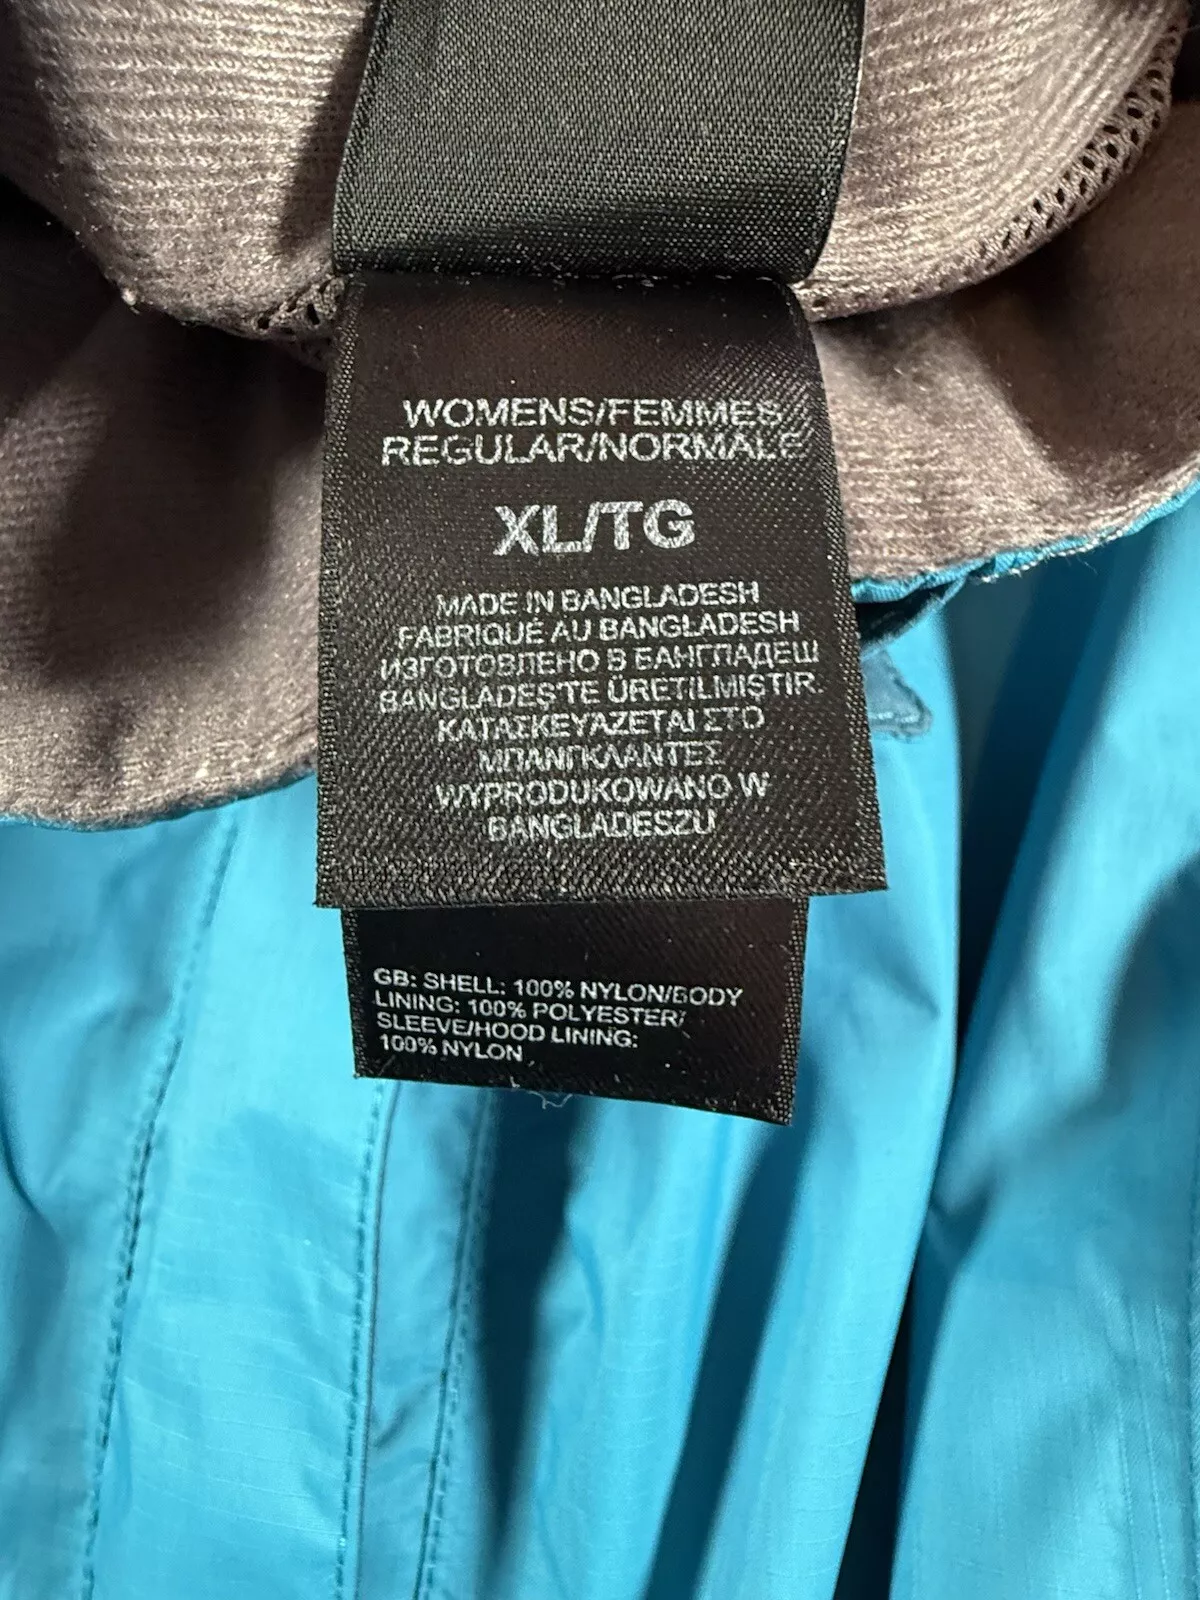 WOMENS/FEMMES
REGULAR/NORMALE
XL/TG
MADE IN BANGLADESH
FABRIQUÉ AU BANGLADESH
ИЗГОТОВЛЕНО В БАНГЛАДЕШ
BANGLADEŞ'TE ÜRETİLMİŞTİR.
ΚΑΤΑΣΚΕΥΑΖΕΤΑΙ ΣΤΟ
ΜΠΑΝΓΚΛΑΝΤΕΣ
WYPRODUKOWANO W
BANGLADESZU
GB: SHELL: 100% NYLON/BODY
LINING: 100% POLYESTER/
SLEEVE/HOOD LINING:
100% NYLON